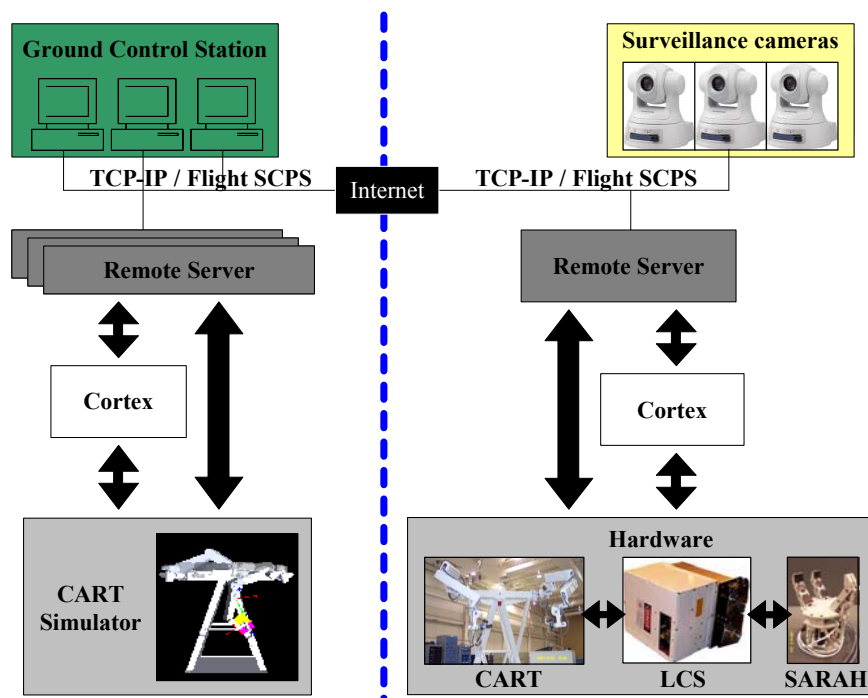 Ground Control Station
Surveillance cameras
TCP-IP / Flight SCPS
Internet
TCP-IP / Flight SCPS
Remote Server
Remote Server
Cortex
Cortex
CART
Simulator
Hardware
CART
LCS
SARAH